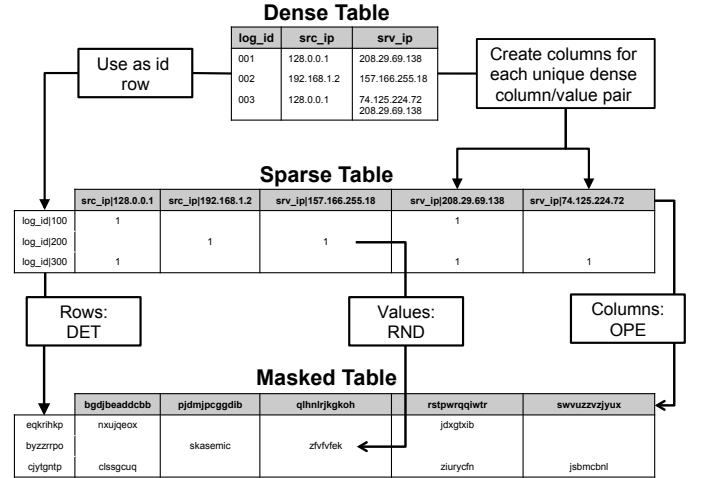 Dense Table
log_id src_ip srv_ip
001 128.0.0.1 208.29.69.138
002 192.168.1.2 157.166.255.18
003 128.0.0.1 74.125.224.72
208.29.69.138
Use as id
row
Create columns for
each unique dense
column/value pair
Sparse Table
src_ip|128.0.0.1 src_ip|192.168.1.2 srv_ip|157.166.255.18 srv_ip|208.29.69.138 srv_ip|74.125.224.72
log_id|100 1 1
log_id|200 1 1
log_id|300 1 1 1
Rows:
DET
Values:
RND
Columns:
OPE
Masked Table
bgdjbeaddcbb pjdmjpcggdib qlhnlrjkgkoh rstpwrqqiwtr swvuzzvzjyux
eqkrihkp nxujqeox jdxgtxib
byzzrrpo skasemic zfvfvfek
cjytgntp clssgcuq ziurycfn jsbmcbnl